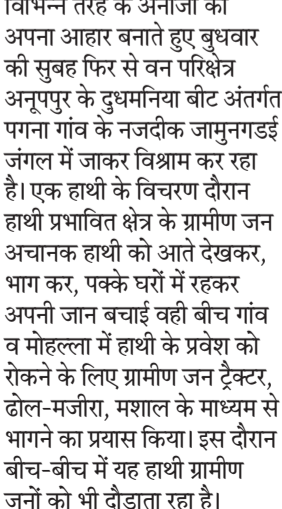 विभिन्न तरह के अनाजों को
अपना आहार बनाते हुए बुधवार
की सुबह फिर से वन परिक्षेत्र
अनूपपुर के दुधमनिया बीट अंतर्गत
पगना गांव के नजदीक जामुनगडई
जंगल में जाकर विश्राम कर रहा
है। एक हाथी के विचरण दौरान
हाथी प्रभावित क्षेत्र के ग्रामीण जन
अचानक हाथी को आते देखकर,
भाग कर, पक्के घरों में रहकर
अपनी जान बचाई वही बीच गांव
व मोहल्ला में हाथी के प्रवेश को
रोकने के लिए ग्रामीण जन ट्रैक्टर,
ढोल-मजीरा, मशाल के माध्यम से
भागने का प्रयास किया। इस दौरान
बीच-बीच में यह हाथी ग्रामीण
जनों को भी दौड़ाता रहा है।